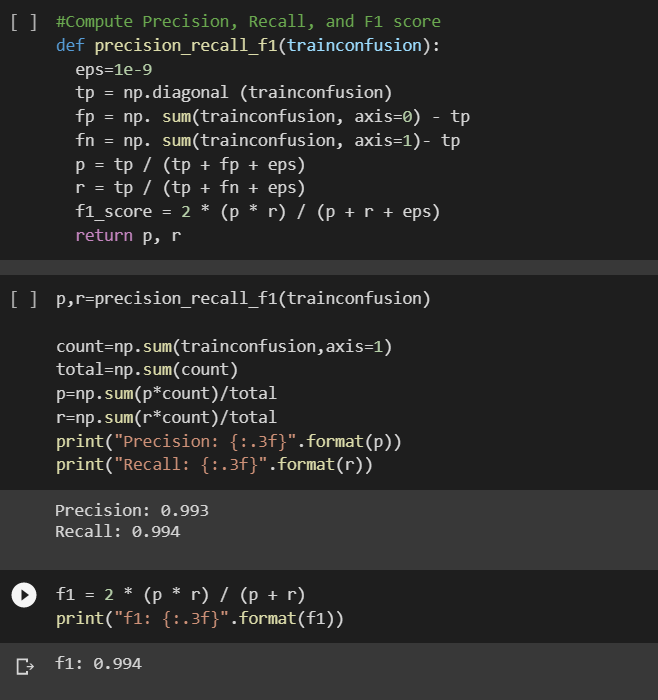 [ ] #Compute Precision, Recall, and F1 score
def precision_recall_f1(trainconfusion):
eps=1e-9
tp = np.diagonal (trainconfusion)
fp = np. sum(trainconfusion, axis=0) - tp
fn = np. sum(trainconfusion, axis=1)- tp
p = tp / (tp + fp + eps)
r = tp / (tp + fn + eps)
f1_score = 2 * (p * r) / (p + r + eps)
return p, r
[ ] p,r=precision_recall_f1(trainconfusion)
count=np.sum(trainconfusion,axis=1)
total=np.sum(count)
p=np.sum(p*count)/total
r=np.sum(r*count)/total
print("Precision: {:.3f}".format(p))
print("Recall: {:.3f}".format(r))
Precision: 0.993
Recall: 0.994
f1 = 2 * (p * r) / (p + r)
print("f1: {:.3f}".format(f1))
f1: 0.994